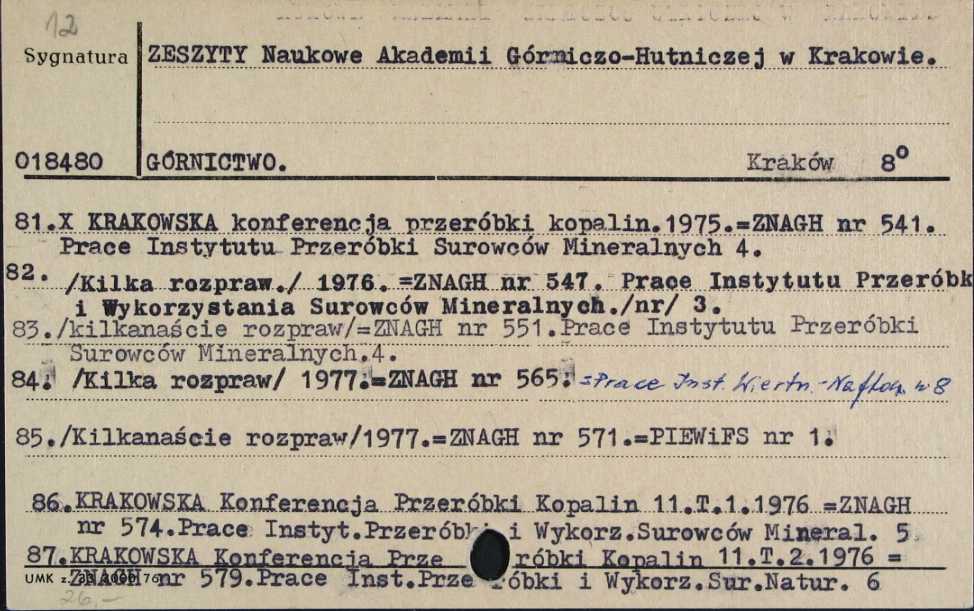 12
Sygnatura ZESZYTY Naukowe Akademii Górniczo-Hutniczej w Krakowie.
018480 GÓRNICTWO. Kraków 8°
81.X KRAKOWSKA konferencja przeróbki kopalin.1975.=ZNAGH nr 541.
Prace Instytutu Przeróbki Surowców Mineralnych 4.
82. /Kilka rozpraw./ 1976. =ZNAGH nr 547. Prace Instytutu Przeróbk
i Wykorzystania Surowców Mineralnych./nr/ 3.
83./kilkanaście rozpraw/=ZNAGH nr 551.Prace Instytutu Przeróbki
Surowców Mineralnych.4.
84. /Kilka rozpraw/ 1977.=ZNAGH nr 565. =Prace Inst. Wiertn.-Naftow. nr 8
85./Kilkanaście rozpraw/1977.=ZNAGH nr 571.=PIEWiFS nr 1.
86.KRAKOWSKA Konferencja Przeróbki Kopalin 11.T.1.1976 =ZNAGH
nr 574.Prace Instyt.Przeróbki i Wykorz.Surowców Mineral. 5
87.KRAKOWSKA Konferencja Prze róbki Kopalin 11.T.2.1976 =
ZNAGH nr 579.Prace Inst.Prze róbki i Wykorz.Sur.Natur. 6
UMK z.
26,-